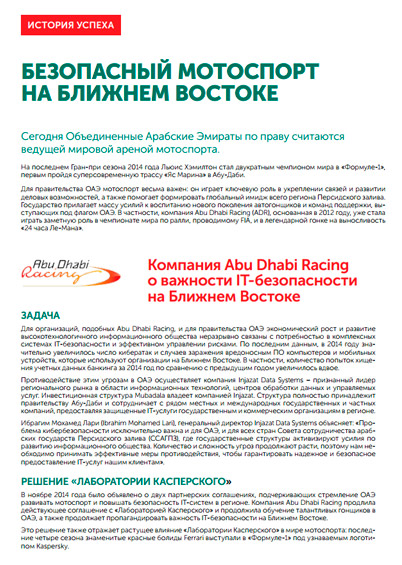 ИСТОРИЯ УСПЕХА
БЕЗОПАСНЫЙ МОТОСПОРТ
НА БЛИЖНЕМ ВОСТОКЕ
Сегодня Объединенные Арабские Эмираты по праву считаются
ведущей мировой ареной мотоспорта.
На последнем Гран-при сезона 2014 года Льюис Хэмилтон стал двукратным чемпионом мира в «Формуле-1»,
первым пройдя суперсовременную трассу «Яс Марина» в Абу-Даби.
Для правительства ОАЭ мотоспорт весьма важен: он играет ключевую роль в укреплении связей и развитии
деловых возможностей, а также помогает формировать глобальный имидж всего региона Персидского залива.
Государство прилагает массу усилий к воспитанию нового поколения автогонщиков и команд поддержки, вы-
ступающих под флагом ОАЭ. В частности, компания Abu Dhabi Racing (ADR), основанная в 2012 году, уже стала
играть заметную роль в чемпионате мира по ралли, проводимому FIA, и в легендарной гонке на выносливость
«24 часа Ле-Мана».
Abu Dhabi
Racing
Компания Abu Dhabi Racing
о важности IT-безопасности
на Ближнем Востоке
ЗАДАЧА
Для организаций, подобных Abu Dhabi Racing, и для правительства ОАЭ экономический рост и развитие
высокотехнологичного информационного общества неразрывно связаны с потребностью в комплексных
системах IT-безопасности и эффективном управлении рисками. По последним данным, в 2014 году зна-
чительно увеличилось число кибератак и случаев заражения вредоносным ПО компьютеров и мобильных
устройств, которые используют организации на Ближнем Востоке. В частности, количество попыток хище-
ния учетных данных банкинга за 2014 год по сравнению с предыдущим годом увеличилось вдвое.
Противодействие этим угрозам в ОАЭ осуществляет компания Injazat Data Systems – признанный лидер
регионального рынка в области информационных технологий, центров обработки данных и управляемых
услуг. Инвестиционная структура Mubadala владеет компанией Injazat. Структура полностью принадлежит
правительству Абу-Даби и сотрудничает с рядом местных и международных государственных и частных
компаний, предоставляя защищенные IT-услуги государственным и коммерческим организациям в регионе.
Ибрагим Мохамед Лари (Ibrahim Mohamed Lari), генеральный директор Injazat Data Systems объясняет: «Про-
блема кибербезопасности исключительно важна и для ОАЭ, и для всех стран Совета сотрудничества араб-
ских государств Персидского залива (ССАГПЗ), где государственные структуры активизируют усилия по
развитию информационного общества. Количество и сложность угроз продолжают расти, поэтому нам не-
обходимо принимать эффективные меры противодействия, чтобы гарантировать надежное и безопасное
предоставление IT-услуг нашим клиентам».
РЕШЕНИЕ «ЛАБОРАТОРИИ КАСПЕРСКОГО»
В ноябре 2014 года было объявлено о двух партнерских соглашениях, подчеркивающих стремление ОАЭ
развивать мотоспорт и повышать безопасность IT-систем в регионе. Компания Abu Dhabi Racing продлила
действующее соглашение с «Лабораторией Касперского» и продолжила обучение талантливых гонщиков в
ОАЭ, а также продолжает пропагандировать важность IT-безопасности на Ближнем Востоке.
Это решение также отражает растущее влияние «Лаборатории Касперского» в мире мотоспорта: послед-
ние четыре сезона знаменитые красные болиды Ferrari выступали в «Формуле-1» под узнаваемым логоти-
пом Kaspersky.